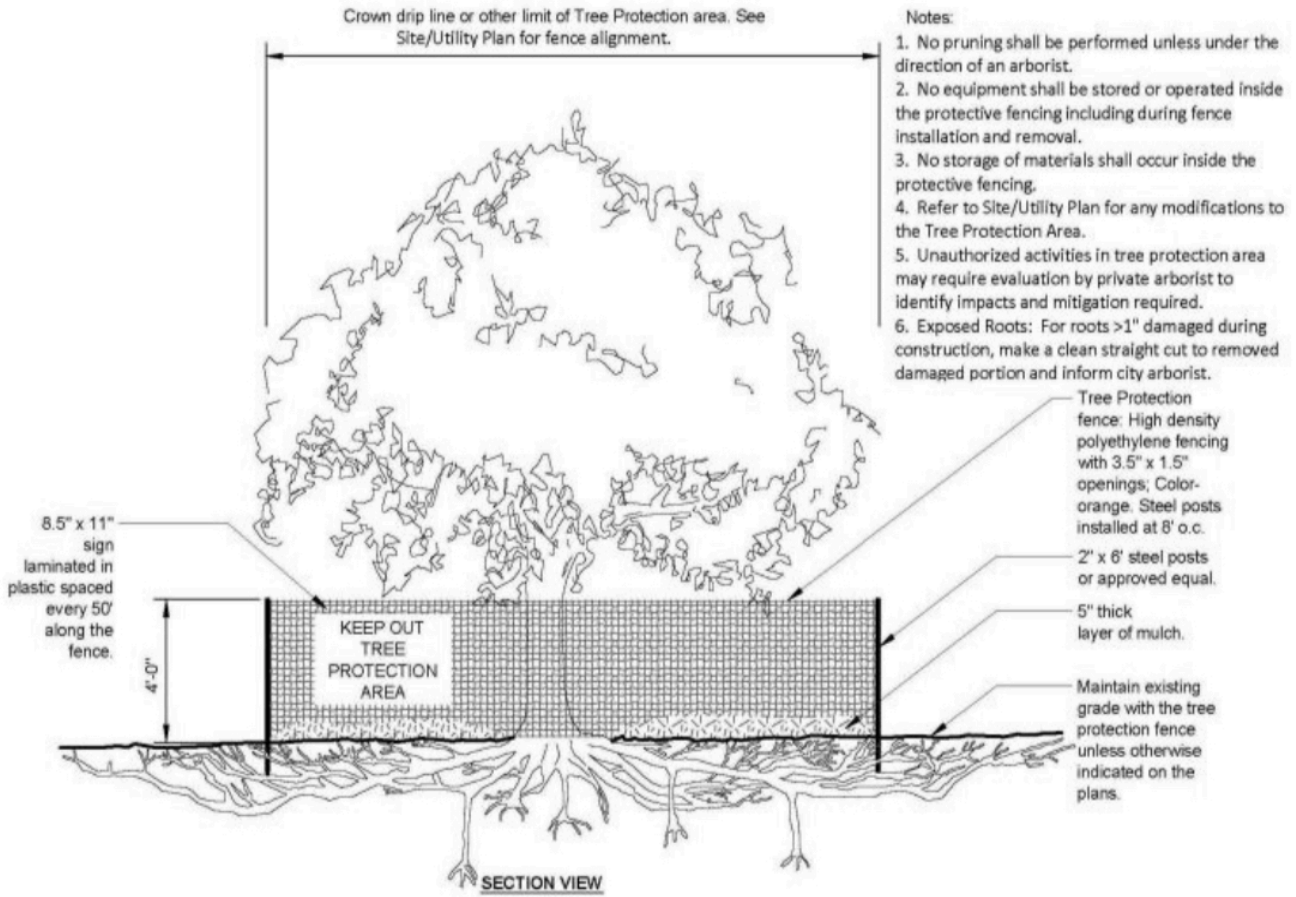 Crown drip line or other limit of Tree Protection area. See
Site/Utility Plan for fence alignment.
Notes:
1. No pruning shall be performed unless under the
direction of an arborist.
2. No equipment shall be stored or operated inside
the protective fencing including during fence
installation and removal.
3. No storage of materials shall occur inside the
protective fencing.
4. Refer to Site/Utility Plan for any modifications to
the Tree Protection Area.
5. Unauthorized activities in tree protection area
may require evaluation by private arborist to
identify impacts and mitigation required.
6. Exposed Roots: For roots >1" damaged during
construction, make a clean straight cut to removed
damaged portion and inform city arborist.
Tree Protection
fence: High density
polyethylene fencing
with 3.5" x 1.5"
openings; Color-
orange. Steel posts
installed at 8' o.c.
2" x 6' steel posts
or approved equal.
5" thick
layer of mulch.
Maintain existing
grade with the tree
protection fence
unless otherwise
indicated on the
plans.
8.5" x 11"
sign
laminated in
plastic spaced
every 50'
along the
fence.
4'-0"
KEEP OUT
TREE
PROTECTION
AREA
SECTION VIEW